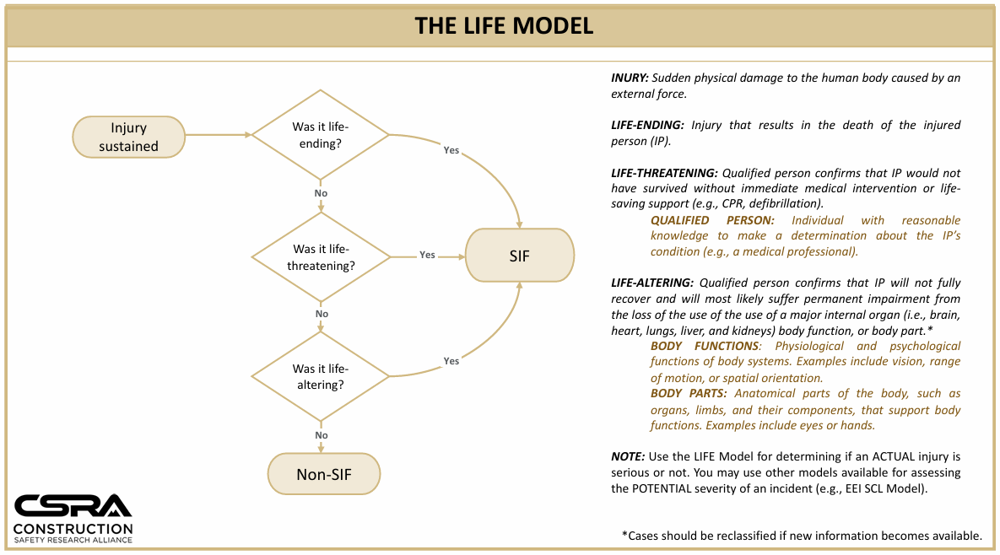 THE LIFE MODEL
Injury
sustained
Was it life-
ending?
Yes
No
Was it life-
threatening?
Yes
SIF
No
Was it life-
altering?
Yes
No
Non-SIF
INURY: Sudden physical damage to the human body caused by an
external force.
LIFE-ENDING: Injury that results in the death of the injured
person (IP).
LIFE-THREATENING: Qualified person confirms that IP would not
have survived without immediate medical intervention or life-
saving support (e.g., CPR, defibrillation).
QUALIFIED PERSON: Individual with reasonable
knowledge to make a determination about the IP's
condition (e.g., a medical professional).
LIFE-ALTERING: Qualified person confirms that IP will not fully
recover and will most likely suffer permanent impairment from
the loss of the use of the use of a major internal organ (i.e., brain,
heart, lungs, liver, and kidneys) body function, or body part.*
BODY FUNCTIONS: Physiological and psychological
functions of body systems. Examples include vision, range
of motion, or spatial orientation.
BODY PARTS: Anatomical parts of the body, such as
organs, limbs, and their components, that support body
functions. Examples include eyes or hands.
NOTE: Use the LIFE Model for determining if an ACTUAL injury is
serious or not. You may use other models available for assessing
the POTENTIAL severity of an incident (e.g., EEI SCL Model).
CSRA
CONSTRUCTION
SAFETY RESEARCH ALLIANCE
*Cases should be reclassified if new information becomes available.